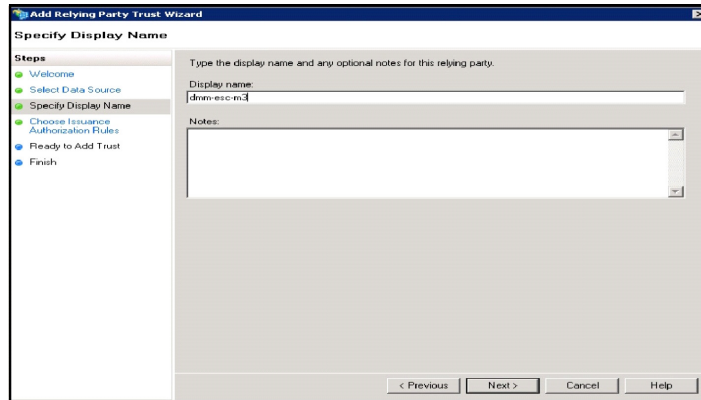 Add Relying Party Trust Wizard
Specify Display Name
Steps
Welcome
Select Data Source
Specify Display Name
Choose Issuance
Authorization Rules
Ready to Add Trust
Finish
Type the display name and any optional notes for this relying party.
Display name:
dmm-esc-m3
Notes:
< Previous
Next >
Cancel
Help